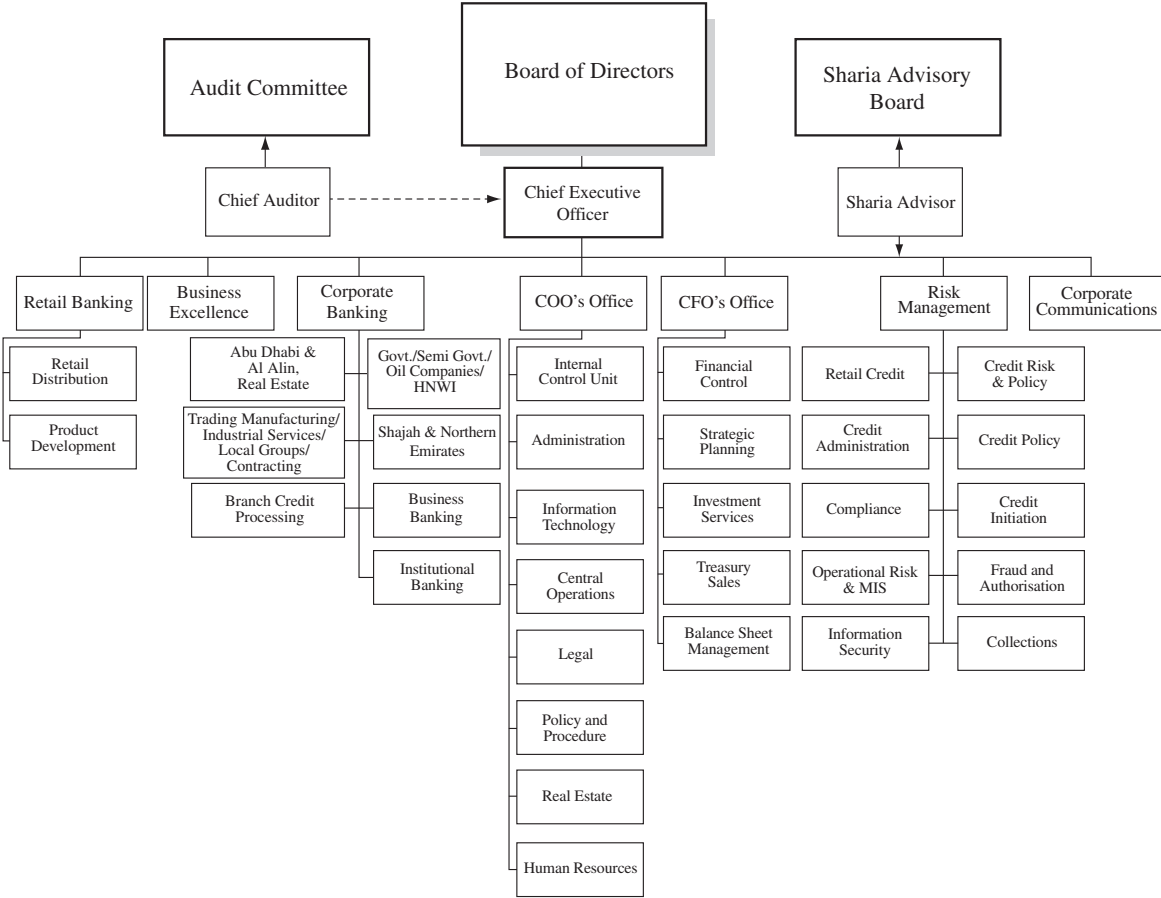 Audit Committee
Board of Directors
Sharia Advisory
Board
Chief Auditor
Chief Executive
Officer
Sharia Advisor
Retail Banking
Business
Excellence
Corporate
Banking
COO's Office
CFO's Office
Risk
Management
Corporate
Communications
Retail
Distribution
Product
Development
Abu Dhabi &
Al Alin,
Real Estate
Trading Manufacturing/
Industrial Services/
Local Groups/
Contracting
Branch Credit
Processing
Govt./Semi Govt./
Oil Companies/
HNWI
Shajah & Northern
Emirates
Business
Banking
Institutional
Banking
Internal
Control Unit
Administration
Information
Technology
Central
Operations
Legal
Policy and
Procedure
Real Estate
Human Resources
Financial
Control
Strategic
Planning
Investment
Services
Treasury
Sales
Balance Sheet
Management
Retail Credit
Credit
Administration
Compliance
Operational Risk
& MIS
Information
Security
Credit Risk
& Policy
Credit Policy
Credit
Initiation
Fraud and
Authorisation
Collections